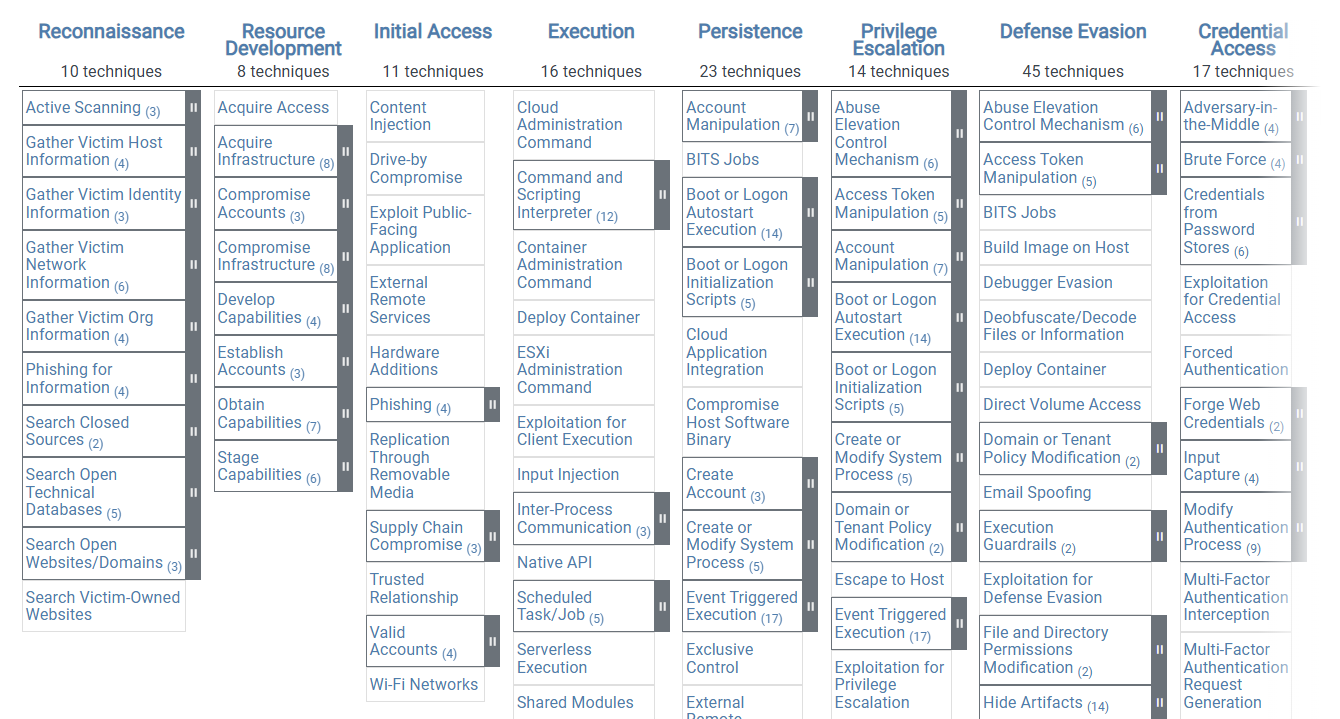 Reconnaissance
10 techniques
Active Scanning (3)
Gather Victim Host
Information (4)
Gather Victim Identity
Information (3)
Gather Victim
Network
Information (6)
Gather Victim Org
Information (4)
Phishing for
Information (4)
Search Closed
Sources (2)
Search Open
Technical
Databases (5)
Search Open
Websites/Domains (3)
Search Victim-Owned
Websites
Resource
Development
8 techniques
Acquire Access
Acquire
Infrastructure (8)
Compromise
Accounts (3)
Compromise
Infrastructure (8)
Develop
Capabilities (4)
Establish
Accounts (3)
Obtain
Capabilities (7)
Stage
Capabilities (6)
Initial Access
11 techniques
Content
Injection
Drive-by
Compromise
Exploit Public-
Facing
Application
External
Remote
Services
Hardware
Additions
Phishing (4)
Replication
Through
Removable
Media
Supply Chain
Compromise (3)
Trusted
Relationship
Valid
Accounts (4)
Wi-Fi Networks
Execution
16 techniques
Cloud
Administration
Command
Command and
Scripting
Interpreter (12)
Container
Administration
Command
Deploy Container
ESXi
Administration
Command
Exploitation for
Client Execution
Input Injection
Inter-Process
Communication (3)
Native API
Scheduled
Task/Job (5)
Serverless
Execution
Shared Modules
Persistence
23 techniques
Account
Manipulation (7)
BITS Jobs
Boot or Logon
Autostart
Execution (14)
Boot or Logon
Initialization
Scripts (5)
Cloud
Application
Integration
Compromise
Host Software
Binary
Create
Account (3)
Create or
Modify System
Process (5)
Event Triggered
Execution (17)
Exclusive
Control
External
Remote
Privilege
Escalation
14 techniques
Abuse
Elevation
Control
Mechanism (6)
Access Token
Manipulation (5)
Account
Manipulation (7)
Boot or Logon
Autostart
Execution (14)
Boot or Logon
Initialization
Scripts (5)
Create or
Modify System
Process (5)
Domain or
Tenant Policy
Modification (2)
Escape to Host
Event Triggered
Execution (17)
Exploitation for
Privilege
Escalation
Defense Evasion
45 techniques
Abuse Elevation
Control Mechanism (6)
Access Token
Manipulation (5)
BITS Jobs
Build Image on Host
Debugger Evasion
Deobfuscate/Decode
Files or Information
Deploy Container
Direct Volume Access
Domain or Tenant
Policy Modification (2)
Email Spoofing
Execution
Guardrails (2)
Exploitation for
Defense Evasion
File and Directory
Permissions
Modification (2)
Hide Artifacts (14)
Credential
Access
17 techniques
Adversary-in-
the-Middle (4)
Brute Force (4)
Credentials
from
Password
Stores (6)
Exploitation
for Credential
Access
Forced
Authentication
Forge Web
Credentials (2)
Input
Capture (4)
Modify
Authentication
Process (9)
Multi-Factor
Authentication
Interception
Multi-Factor
Authentication
Request
Generation